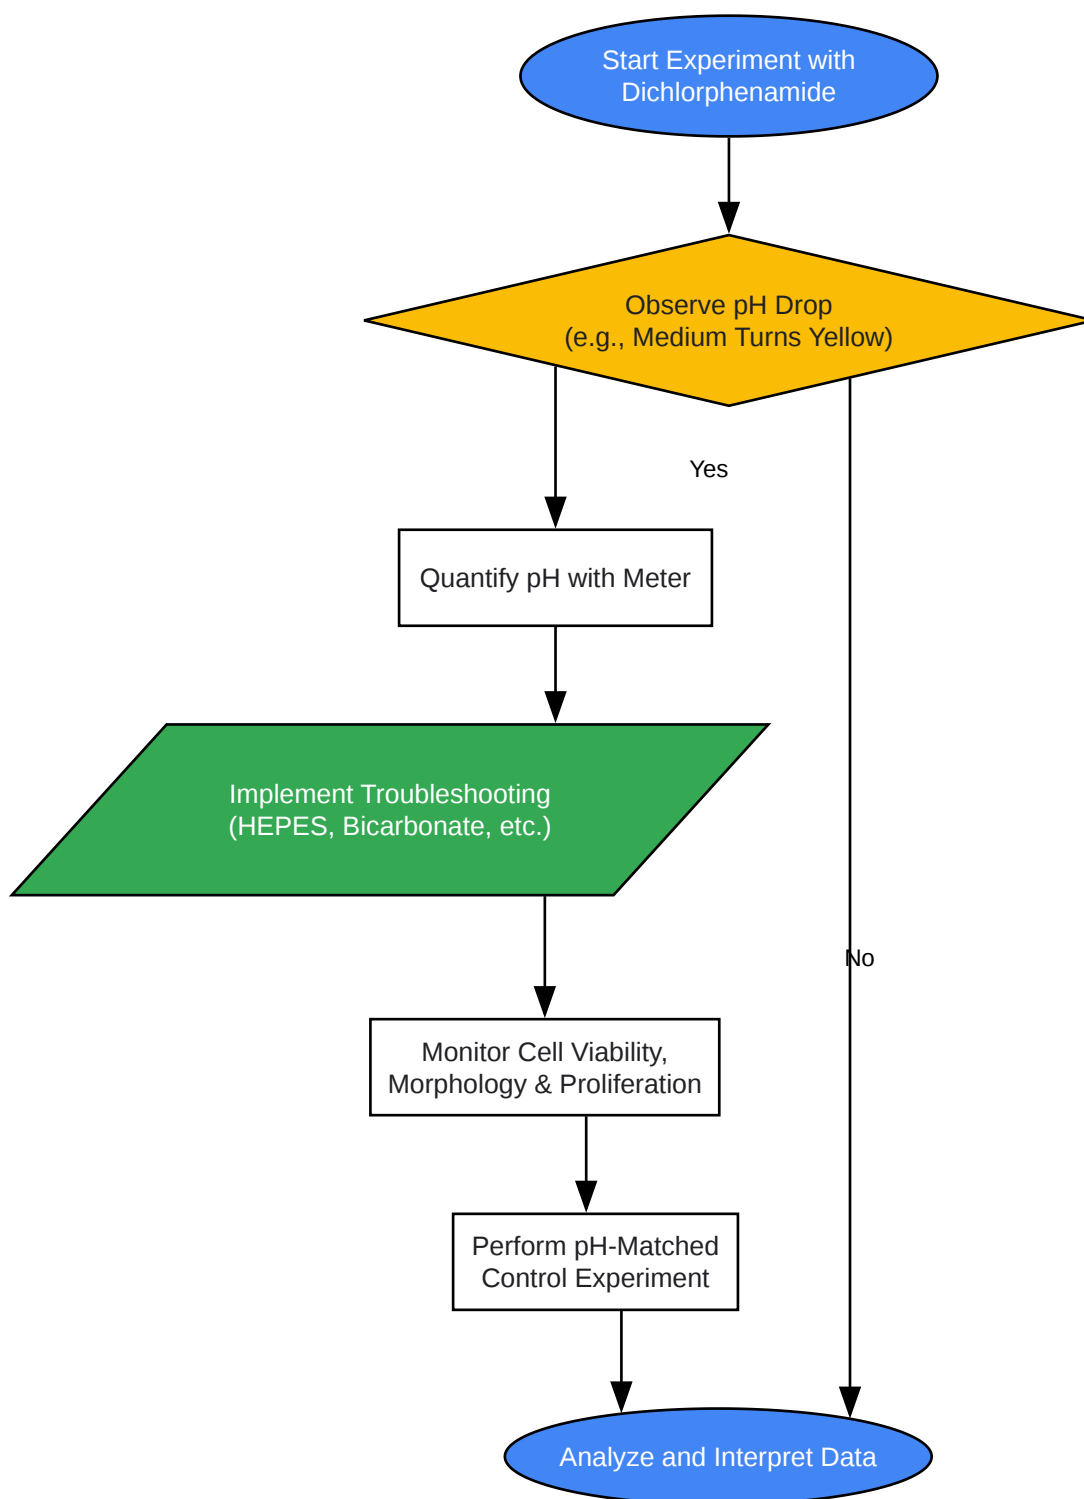 Start Experiment with
Dichlorphenamide
Observe pH Drop
(e.g., Medium Turns Yellow)
Yes
Quantify pH with Meter
Implement Troubleshooting
(HEPES, Bicarbonate, etc.)
No
Monitor Cell Viability,
Morphology & Proliferation
Perform pH-Matched
Control Experiment
Analyze and Interpret Data